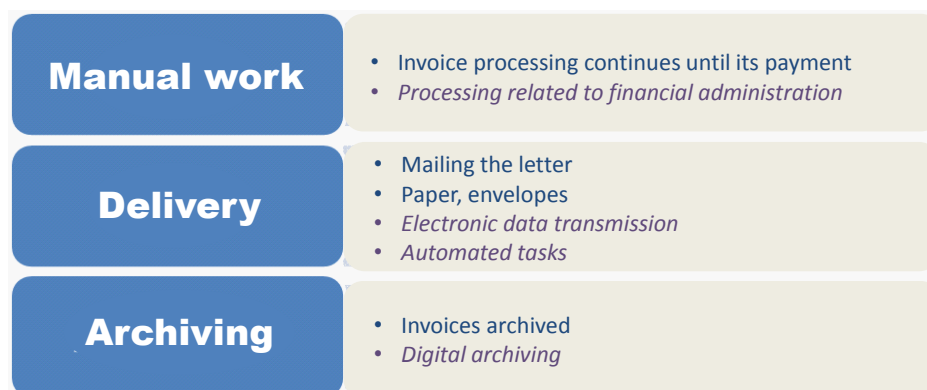 Manual work
• Invoice processing continues until its payment
• Processing related to financial administration
Delivery
• Mailing the letter
• Paper, envelopes
• Electronic data transmission
• Automated tasks
Archiving
• Invoices archived
• Digital archiving